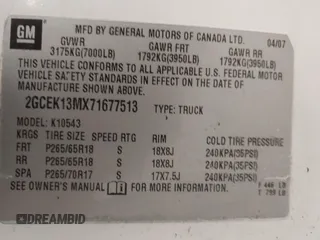 GM
MFD BY GENERAL MOTORS OF CANADA LTD.
GVWR GAWR FRT GAWR RR 04/07
3175KG(7000LB) 1792KG(3950LB) 1792KG(3950LB)
THIS VEHICLE CONFORMS TO ALL APPLICABLE U.S. FEDERAL MOTOR
VEHICLE SAFETY STANDARDS IN EFFECT ON THE DATE OF
MANUFACTURE SHOWN ABOVE.
2GCEK13MX71677513 TYPE: TRUCK
MODEL: K10543
KRGS TIRE SIZE SPEED RTG RIM COLD TIRE PRESSURE
FRT P265/65R18 S 18X8J 240KPA(35PSI)
RR P265/65R18 S 18X8J 240KPA(35PSI)
SPA P265/70R17 S 17X7.5J 240KPA(35PSI)
SEE OWNER'S MANUAL FOR MORE INFORMATION
DREAMBID